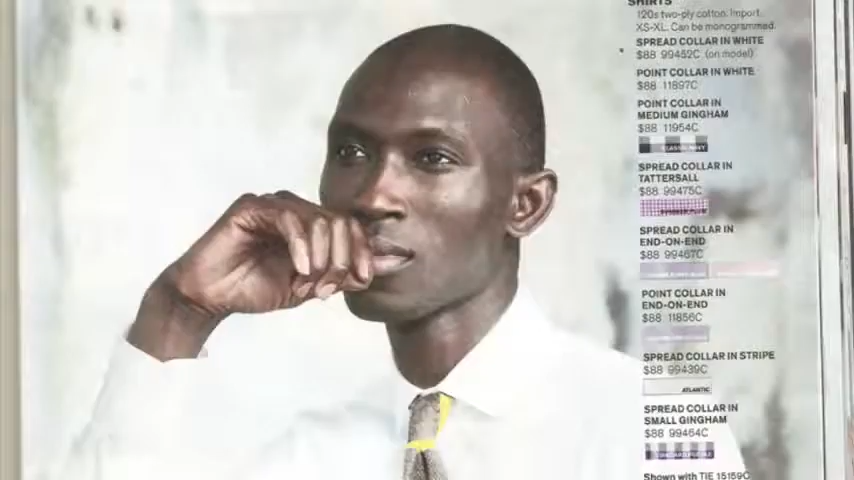 SHIRTS
120s two-ply cotton. Import.
XS-XL. Can be monogrammed.
SPREAD COLLAR IN WHITE
$88 99452C (on model)
POINT COLLAR IN WHITE
$88 11897C
POINT COLLAR IN
MEDIUM GINGHAM
$88 11954C
CLASSIC NAVY
SPREAD COLLAR IN
TATTERSALL
$88 99475C
SPREAD COLLAR IN
END-ON-END
$88 99467C
POINT COLLAR IN
END-ON-END
$88 11856C
SPREAD COLLAR IN STRIPE
$88 99439C
ATLANTIC
SPREAD COLLAR IN
SMALL GINGHAM
$88 99464C
Shown with TIE 15159C